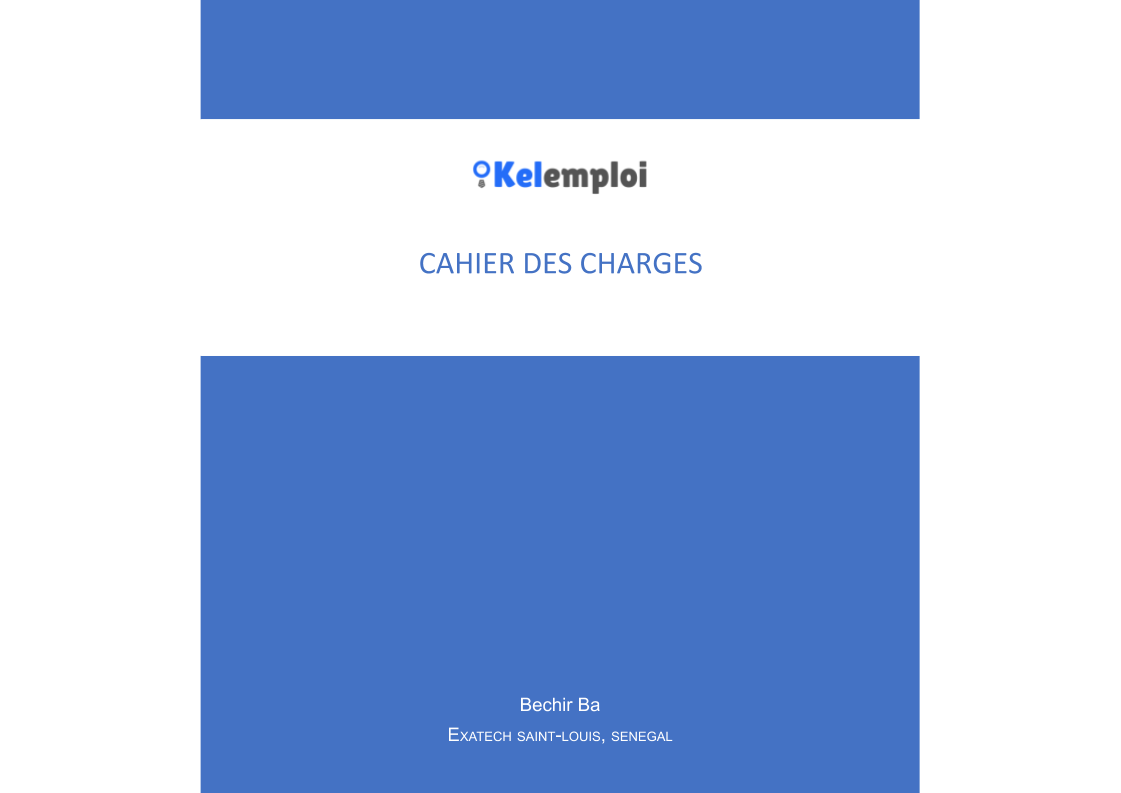 Kelemploi
CAHIER DES CHARGES
Bechir Ba
EXATECH SAINT-LOUIS, SENEGAL